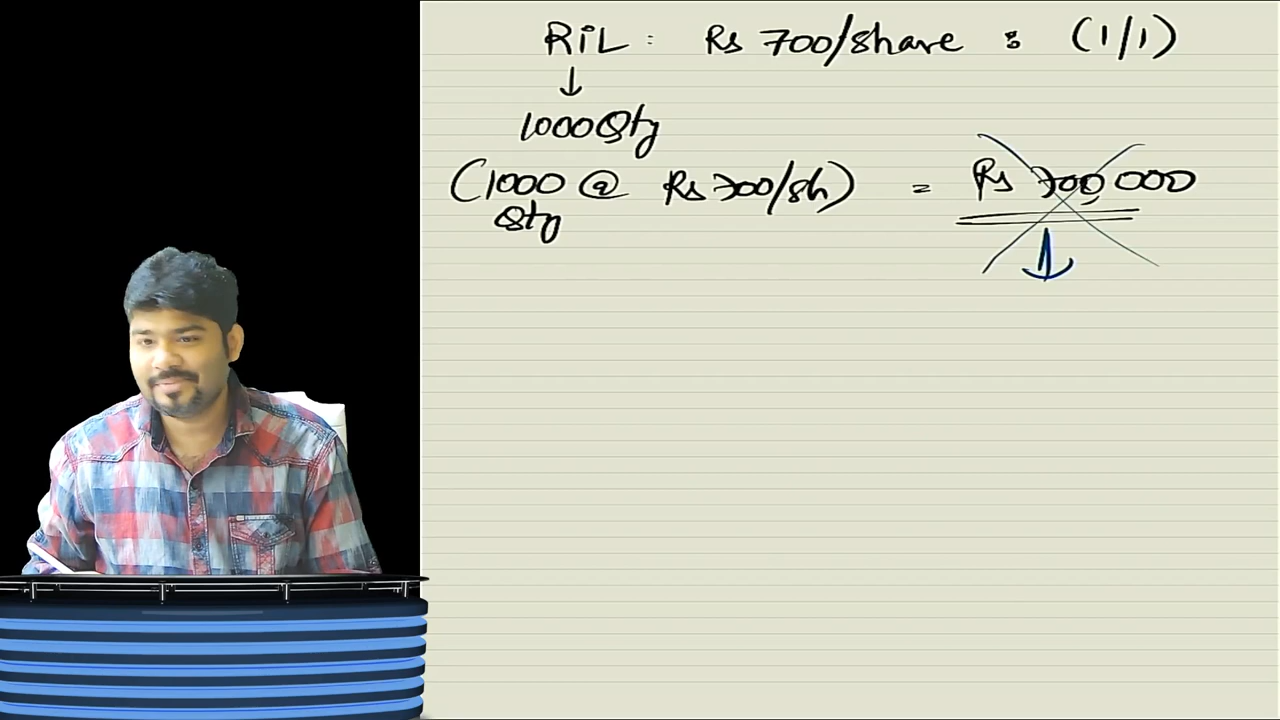 RIL : Rs 700/share : (1/1)
↓
1000 Qty
(1000 @ Rs 700/sh) = Rs 700,000
Qty
↓